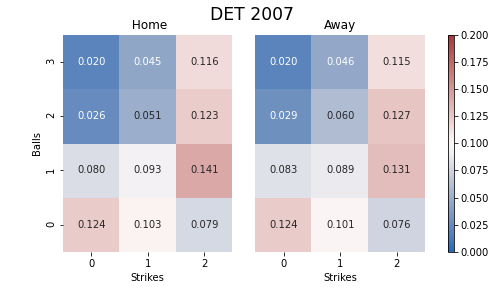 DET 2007
Home
Away
Balls
3
0.020 0.045 0.116
0.020 0.046 0.115
2
0.026 0.051 0.123
0.029 0.060 0.127
1
0.080 0.093 0.141
0.083 0.089 0.131
0
0.124 0.103 0.079
0.124 0.101 0.076
0 1 2
0 1 2
Strikes
Strikes
0.200
0.175
0.150
0.125
0.100
0.075
0.050
0.025
0.000